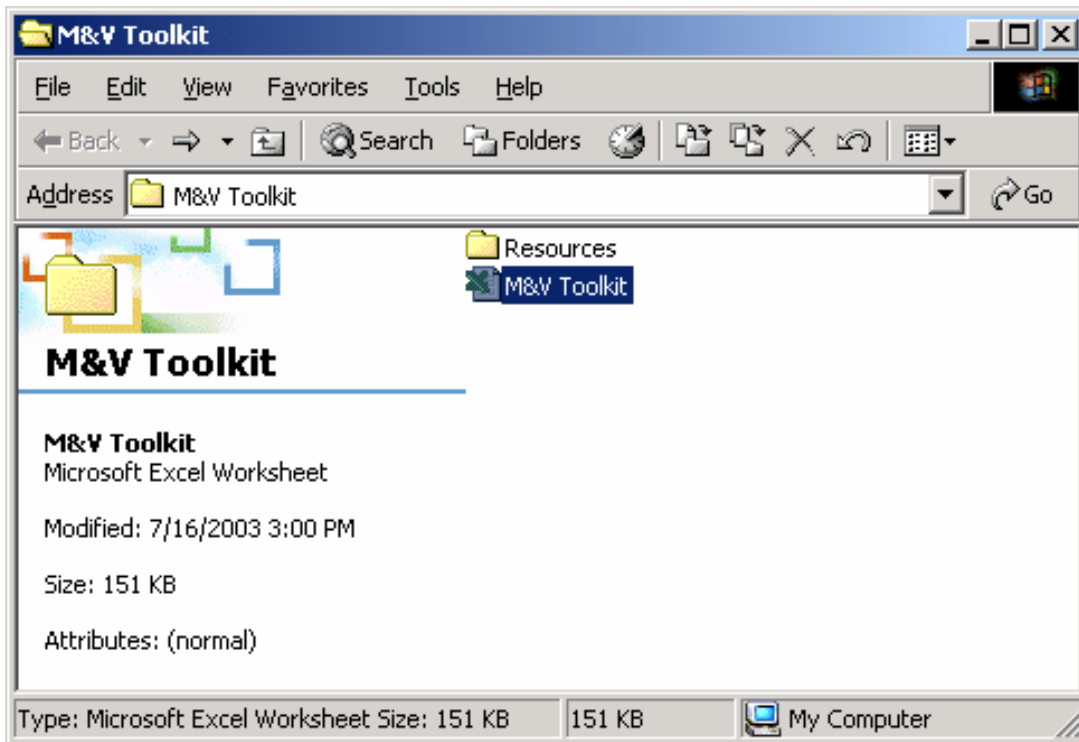 M&V Toolkit
File Edit View Favorites Tools Help
Back Search Folders
Address M&V Toolkit Go
Resources
M&V Toolkit
M&V Toolkit
M&V Toolkit
Microsoft Excel Worksheet
Modified: 7/16/2003 3:00 PM
Size: 151 KB
Attributes: (normal)
Type: Microsoft Excel Worksheet Size: 151 KB 151 KB My Computer